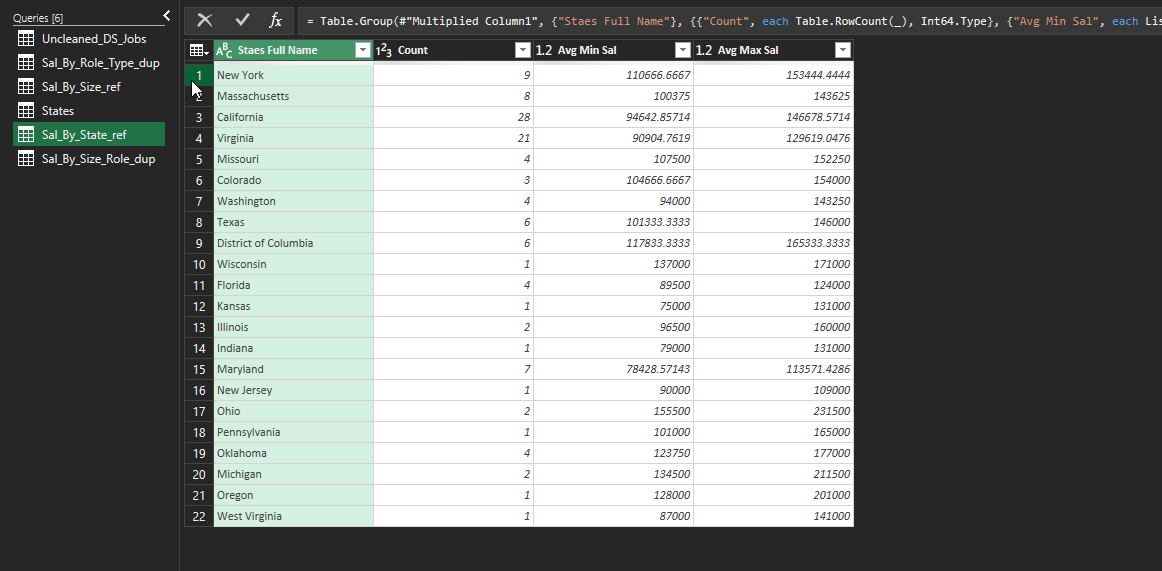 Queries [6]
Uncleaned_DS_Jobs
Sal_By_Role_Type_dup
Sal_By_Size_ref
States
Sal_By_State_ref
Sal_By_Size_Role_dup
fx = Table.Group(#"Multiplied Column1", {"Staes Full Name"}, {{"Count", each Table.RowCount(_), Int64.Type}, {"Avg Min Sal", each Lis
ABC Staes Full Name 123 Count 1.2 Avg Min Sal 1.2 Avg Max Sal
1 New York 9 110666.6667 153444.4444
2 Massachusetts 8 100375 143625
3 California 28 94642.85714 146678.5714
4 Virginia 21 90904.7619 129619.0476
5 Missouri 4 107500 152250
6 Colorado 3 104666.6667 154000
7 Washington 4 94000 143250
8 Texas 6 101333.3333 146000
9 District of Columbia 6 117833.3333 165333.3333
10 Wisconsin 1 137000 171000
11 Florida 4 89500 124000
12 Kansas 1 75000 131000
13 Illinois 2 96500 160000
14 Indiana 1 79000 131000
15 Maryland 7 78428.57143 113571.4286
16 New Jersey 1 90000 109000
17 Ohio 2 155500 231500
18 Pennsylvania 1 101000 165000
19 Oklahoma 4 123750 177000
20 Michigan 2 134500 211500
21 Oregon 1 128000 201000
22 West Virginia 1 87000 141000